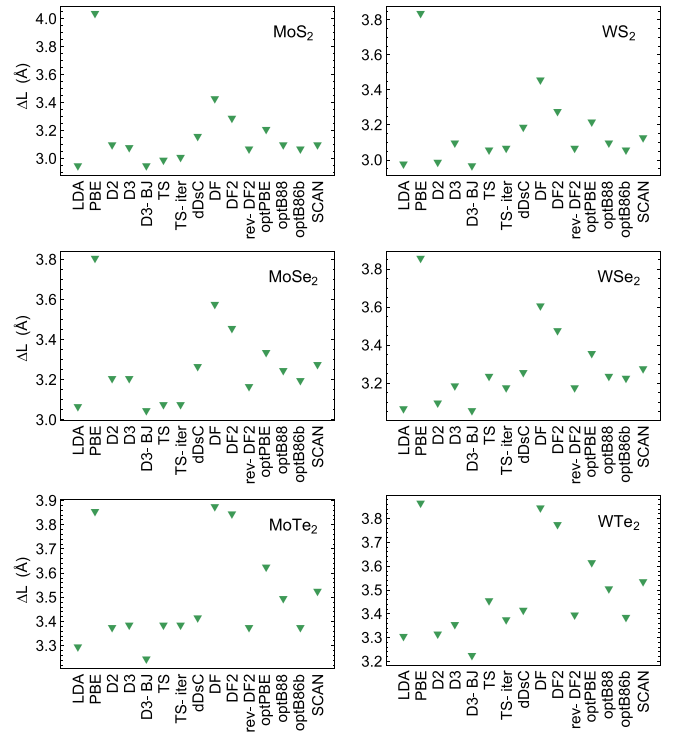 ΔL (Å)
4.0
3.8
3.6
3.4
3.2
3.0
MoS2
LDA
PBE
D2
D3
D3- BJ
TS
TS- iter
dDsC
DF
DF2
rev- DF2
optPBE
optB88
optB86b
SCAN
3.8
3.6
3.4
3.2
3.0
WS2
LDA
PBE
D2
D3
D3- BJ
TS
TS- iter
dDsC
DF
DF2
rev- DF2
optPBE
optB88
optB86b
SCAN
ΔL (Å)
3.8
3.6
3.4
3.2
3.0
MoSe2
LDA
PBE
D2
D3
D3- BJ
TS
TS- iter
dDsC
DF
DF2
rev- DF2
optPBE
optB88
optB86b
SCAN
3.8
3.6
3.4
3.2
WSe2
LDA
PBE
D2
D3
D3- BJ
TS
TS- iter
dDsC
DF
DF2
rev- DF2
optPBE
optB88
optB86b
SCAN
ΔL (Å)
3.9
3.8
3.7
3.6
3.5
3.4
3.3
MoTe2
LDA
PBE
D2
D3
D3- BJ
TS
TS- iter
dDsC
DF
DF2
rev- DF2
optPBE
optB88
optB86b
SCAN
3.8
3.7
3.6
3.5
3.4
3.3
3.2
WTe2
LDA
PBE
D2
D3
D3- BJ
TS
TS- iter
dDsC
DF
DF2
rev- DF2
optPBE
optB88
optB86b
SCAN